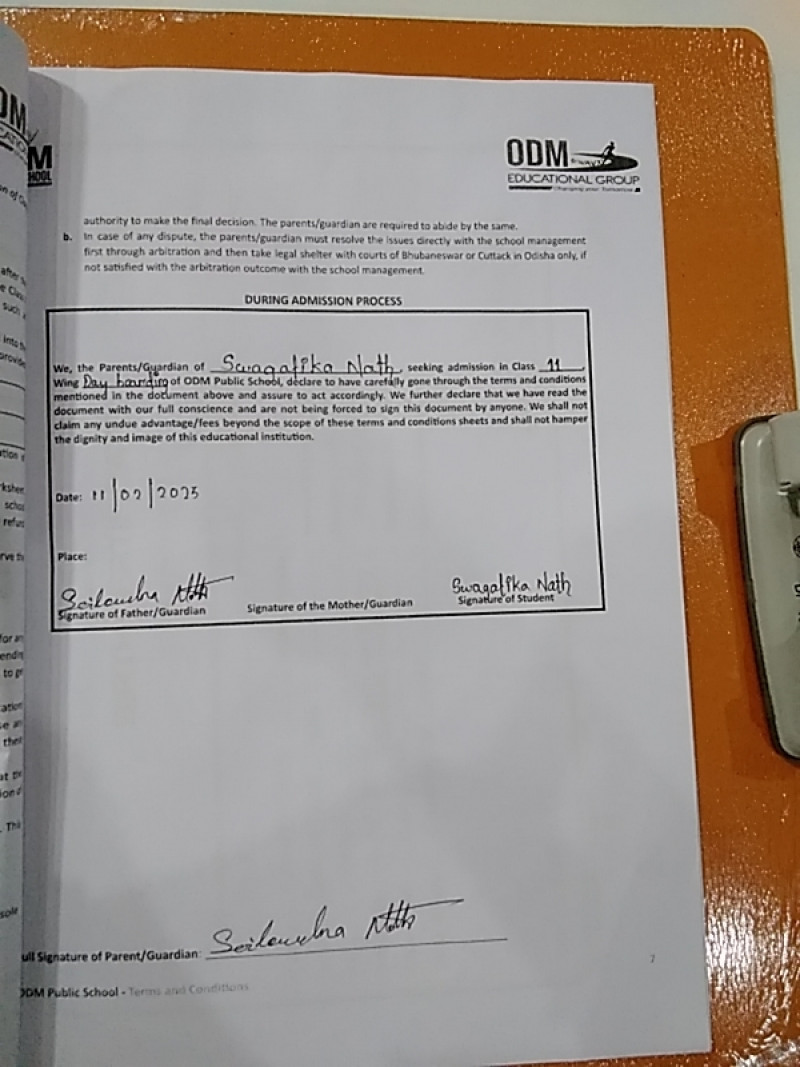 ODM
EDUCATIONAL GROUP
Changing your Tomorrow
authority to make the final decision. The parents/guardian are required to abide by the same.
b. In case of any dispute, the parents/guardian must resolve the issues directly with the school management
first through arbitration and then take legal shelter with courts of Bhubaneswar or Cuttack in Odisha only, if
not satisfied with the arbitration outcome with the school management.
DURING ADMISSION PROCESS
We, the Parents/Guardian of Swagatika Nath, seeking admission in Class 11,
Wing Day boarding of ODM Public School, declare to have carefully gone through the terms and conditions
mentioned in the document above and assure to act accordingly. We further declare that we have read the
document with our full conscience and are not being forced to sign this document by anyone. We shall not
claim any undue advantage/fees beyond the scope of these terms and conditions sheets and shall not hamper
the dignity and image of this educational institution.
Date: 11/02/2025
Place:
Nath
Swagatika Nath
Signature of Father/Guardian Signature of the Mother/Guardian Signature of Student
ull Signature of Parent/Guardian: Nath
7
ODM Public School - Terms and Conditions